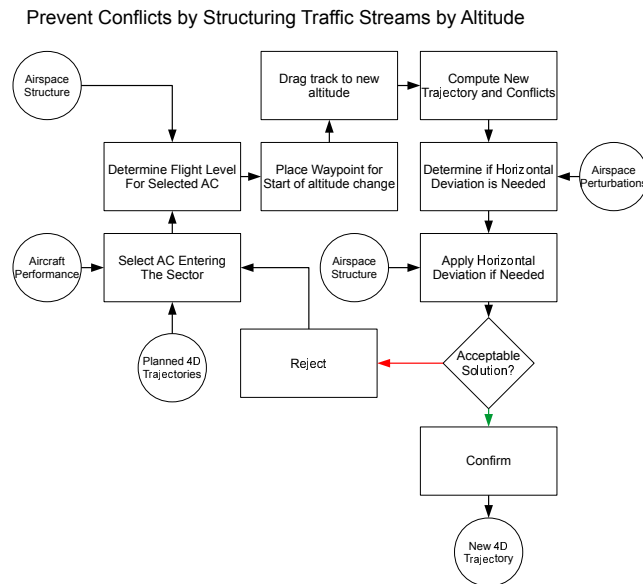 Prevent Conflicts by Structuring Traffic Streams by Altitude
Airspace
Structure
Drag track to new
altitude
Compute New
Trajectory and Conflicts
Determine Flight Level
For Selected AC
Place Waypoint for
Start of altitude change
Determine if Horizontal
Deviation is Needed
Airspace
Perturbations
Aircraft
Performance
Select AC Entering
The Sector
Airspace
Structure
Apply Horizontal
Deviation if Needed
Planned 4D
Trajectories
Reject
Acceptable
Solution?
Confirm
New 4D
Trajectory